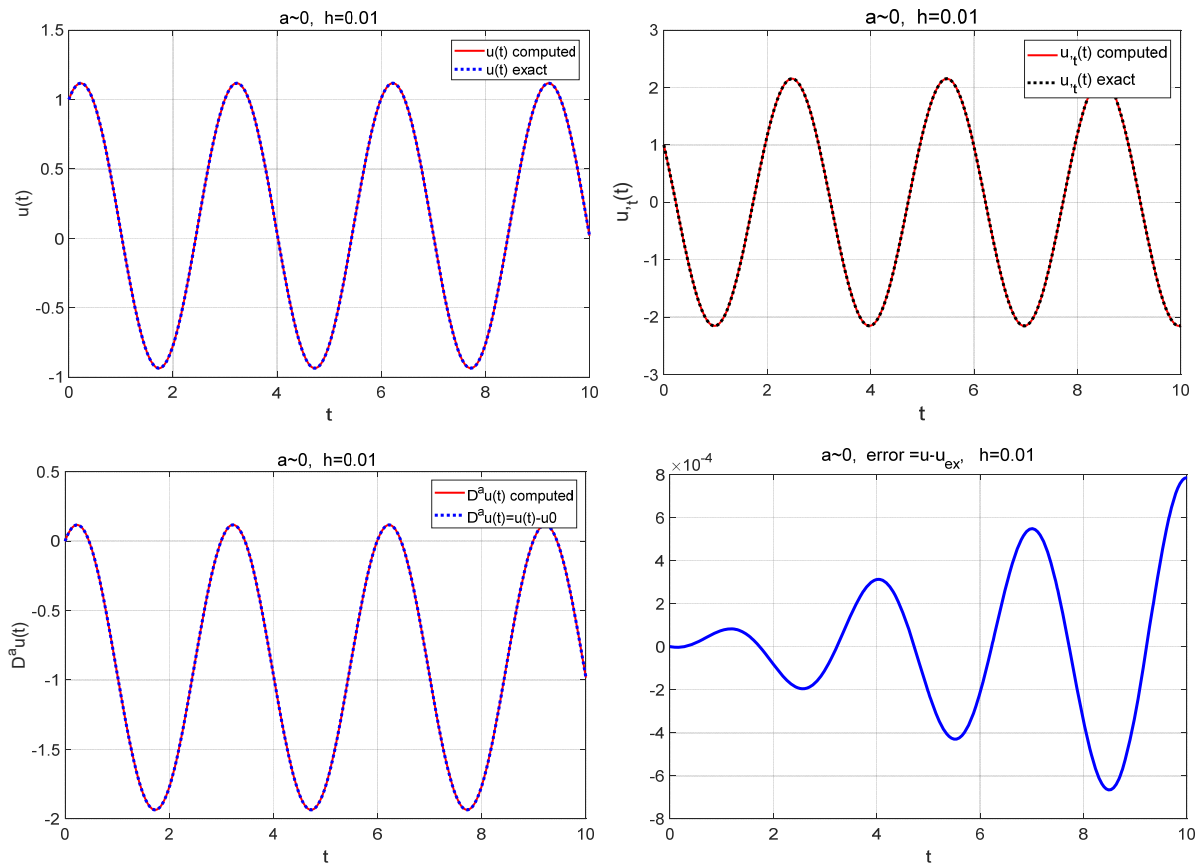 a~0, h=0.01
1.5
1
0.5
0
-0.5
-1
u(t)
u(t) computed
u(t) exact
0 2 4 6 8 10
t
a~0, h=0.01
3
2
1
0
-1
-2
-3
u,t(t)
u,t(t) computed
u,t(t) exact
0 2 4 6 8 10
t
a~0, h=0.01
0.5
0
-0.5
-1
-1.5
-2
Dau(t)
Dau(t) computed
Dau(t)=u(t)-u0
0 2 4 6 8 10
t
a~0, error =u-uex, h=0.01
×10-4
8
6
4
2
0
-2
-4
-6
-8
0 2 4 6 8 10
t